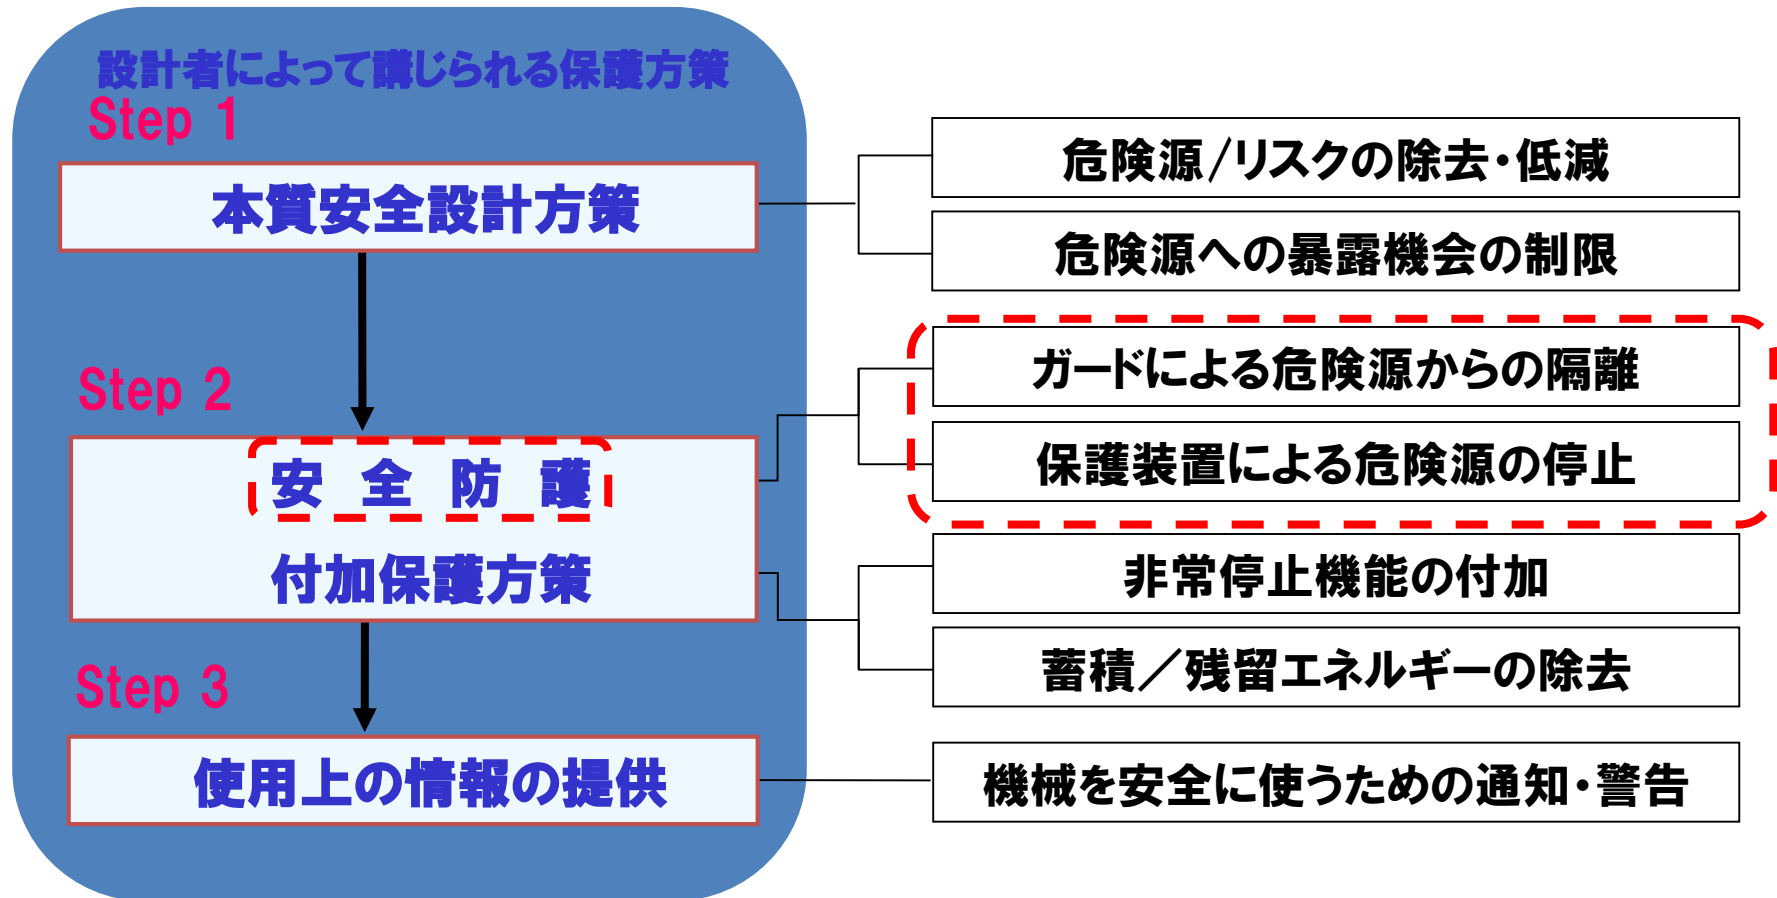 設計者によって講じられる保護方策
Step 1
本質安全設計方策
危険源/リスクの除去・低減
危険源への暴露機会の制限
Step 2
安 全 防 護
付加保護方策
ガードによる危険源からの隔離
保護装置による危険源の停止
非常停止機能の付加
蓄積／残留エネルギーの除去
Step 3
使用上の情報の提供
機械を安全に使うための通知・警告